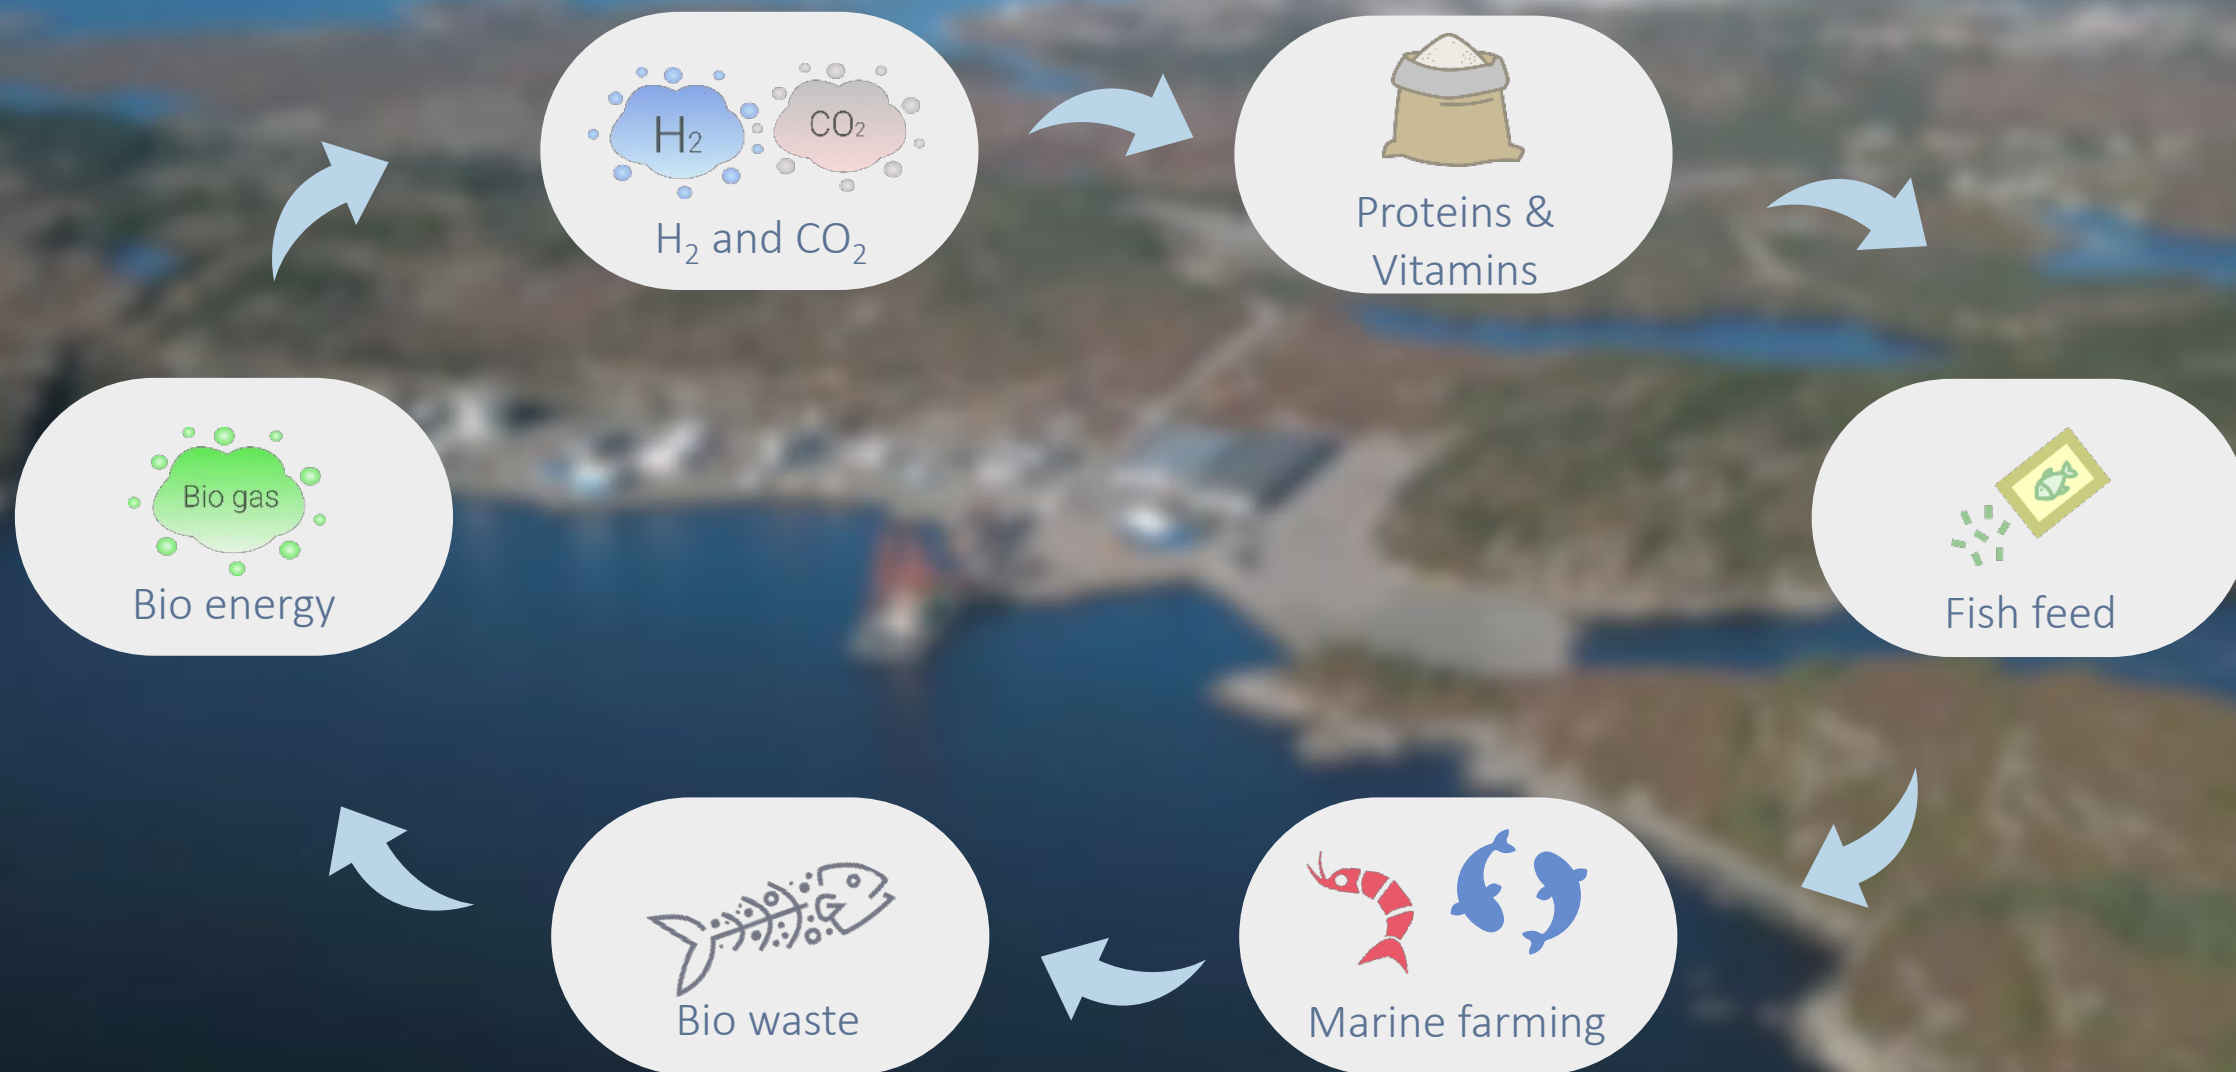 H₂
CO₂
H₂ and CO₂
Proteins &
Vitamins
Bio gas
Bio energy
Fish feed
Bio waste
Marine farming